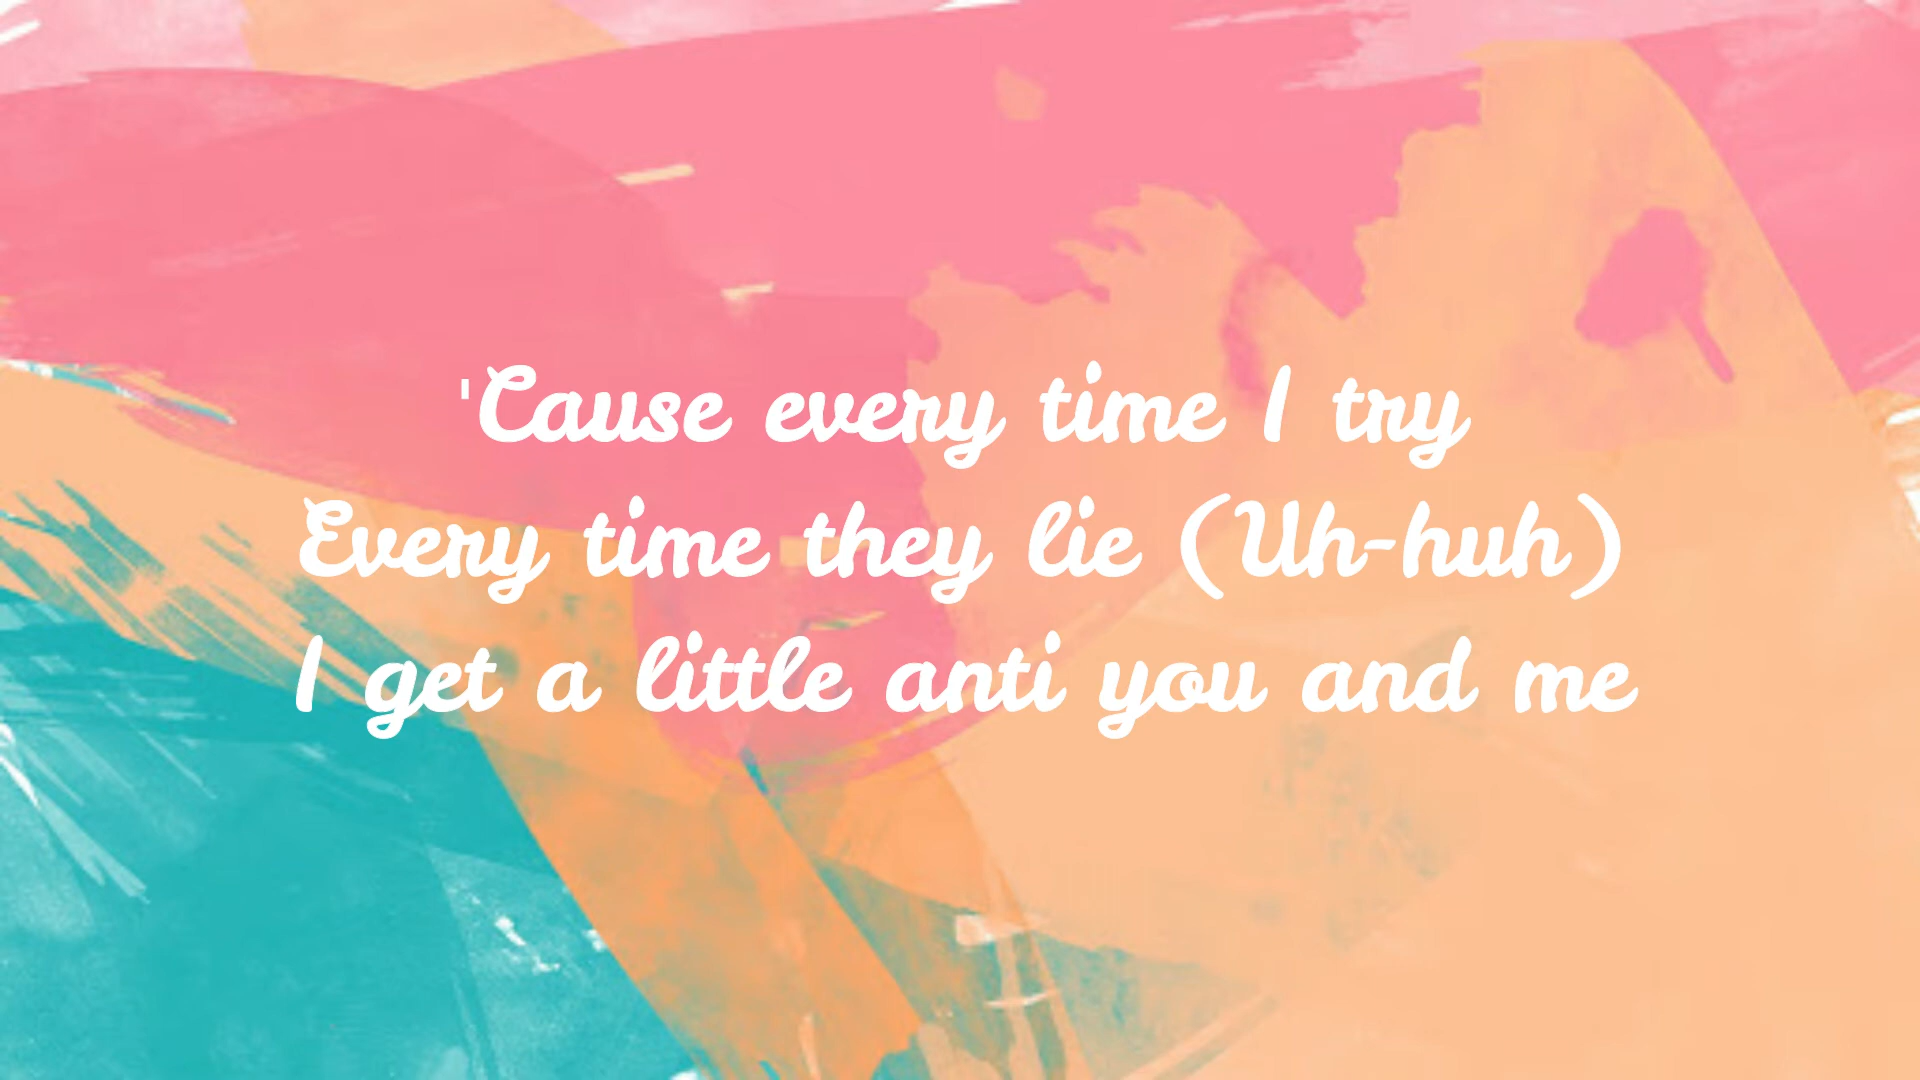 'Cause every time I try
Every time they lie (Uh-huh)
I get a little anti you and me